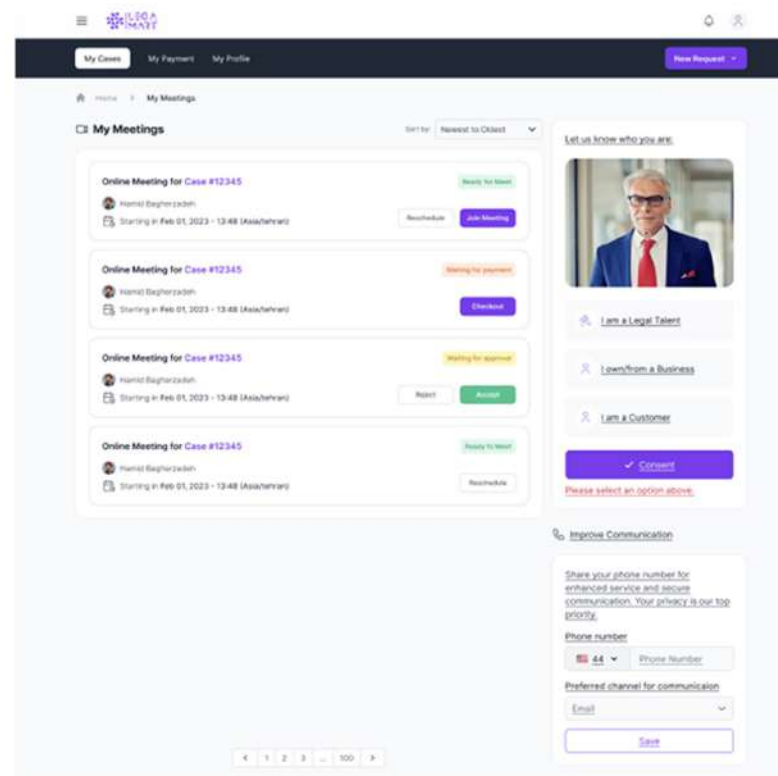 LEGA
SMART
My Cases
My Payment
My Profile
New Request
Home
My Meetings
My Meetings
Sort by
Newest to Oldest
Online Meeting for Case #12345
Ready to Meet
Hamid Bagherzadeh
Starting in Feb 01, 2023 - 13:48 (Asia/tehran)
Reschedule
Join Meeting
Online Meeting for Case #12345
Waiting for payment
Hamid Bagherzadeh
Starting in Feb 01, 2023 - 13:48 (Asia/tehran)
Checkout
Online Meeting for Case #12345
Waiting for approval
Hamid Bagherzadeh
Starting in Feb 01, 2023 - 13:48 (Asia/tehran)
Reject
Accept
Online Meeting for Case #12345
Ready to Meet
Hamid Bagherzadeh
Starting in Feb 01, 2023 - 13:48 (Asia/tehran)
Reschedule
1 2 3 ... 100
Let us know who you are:
I am a Legal Talent
I own/from a Business
I am a Customer
Consent
Please select an option above.
Improve Communication
Share your phone number for
enhanced service and secure
communication. Your privacy is our top
priority.
Phone number
44
Phone Number
Preferred channel for communicaion
Email
Save